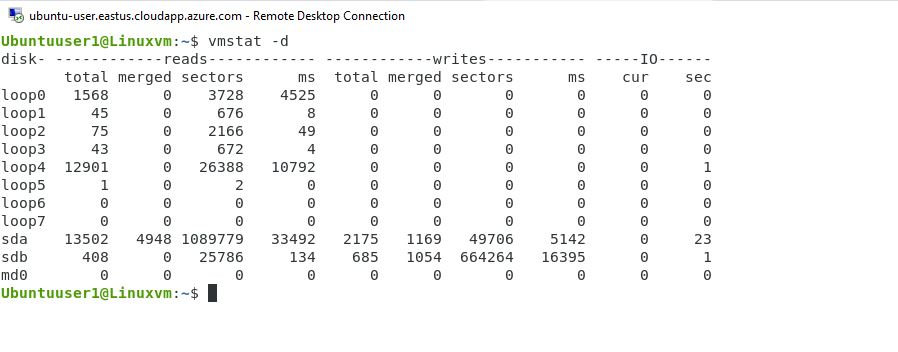 ubuntu-user.eastus.cloudapp.azure.com - Remote Desktop Connection
Ubuntuuser1@Linuxvm:~$ vmstat -d
disk- ------------reads------------ ------------writes----------- -----IO------
       total merged sectors      ms  total merged sectors      ms    cur    sec
loop0   1568      0    3728    4525      0      0       0       0      0      0
loop1     45      0     676       8      0      0       0       0      0      0
loop2     75      0    2166      49      0      0       0       0      0      0
loop3     43      0     672       4      0      0       0       0      0      0
loop4  12901      0   26388   10792      0      0       0       0      0      1
loop5      1      0       2       0      0      0       0       0      0      0
loop6      0      0       0       0      0      0       0       0      0      0
loop7      0      0       0       0      0      0       0       0      0      0
sda    13502   4948 1089779   33492   2175   1169   49706    5142      0     23
sdb      408      0   25786     134    685   1054  664264   16395      0      1
md0        0      0       0       0      0      0       0       0      0      0
Ubuntuuser1@Linuxvm:~$